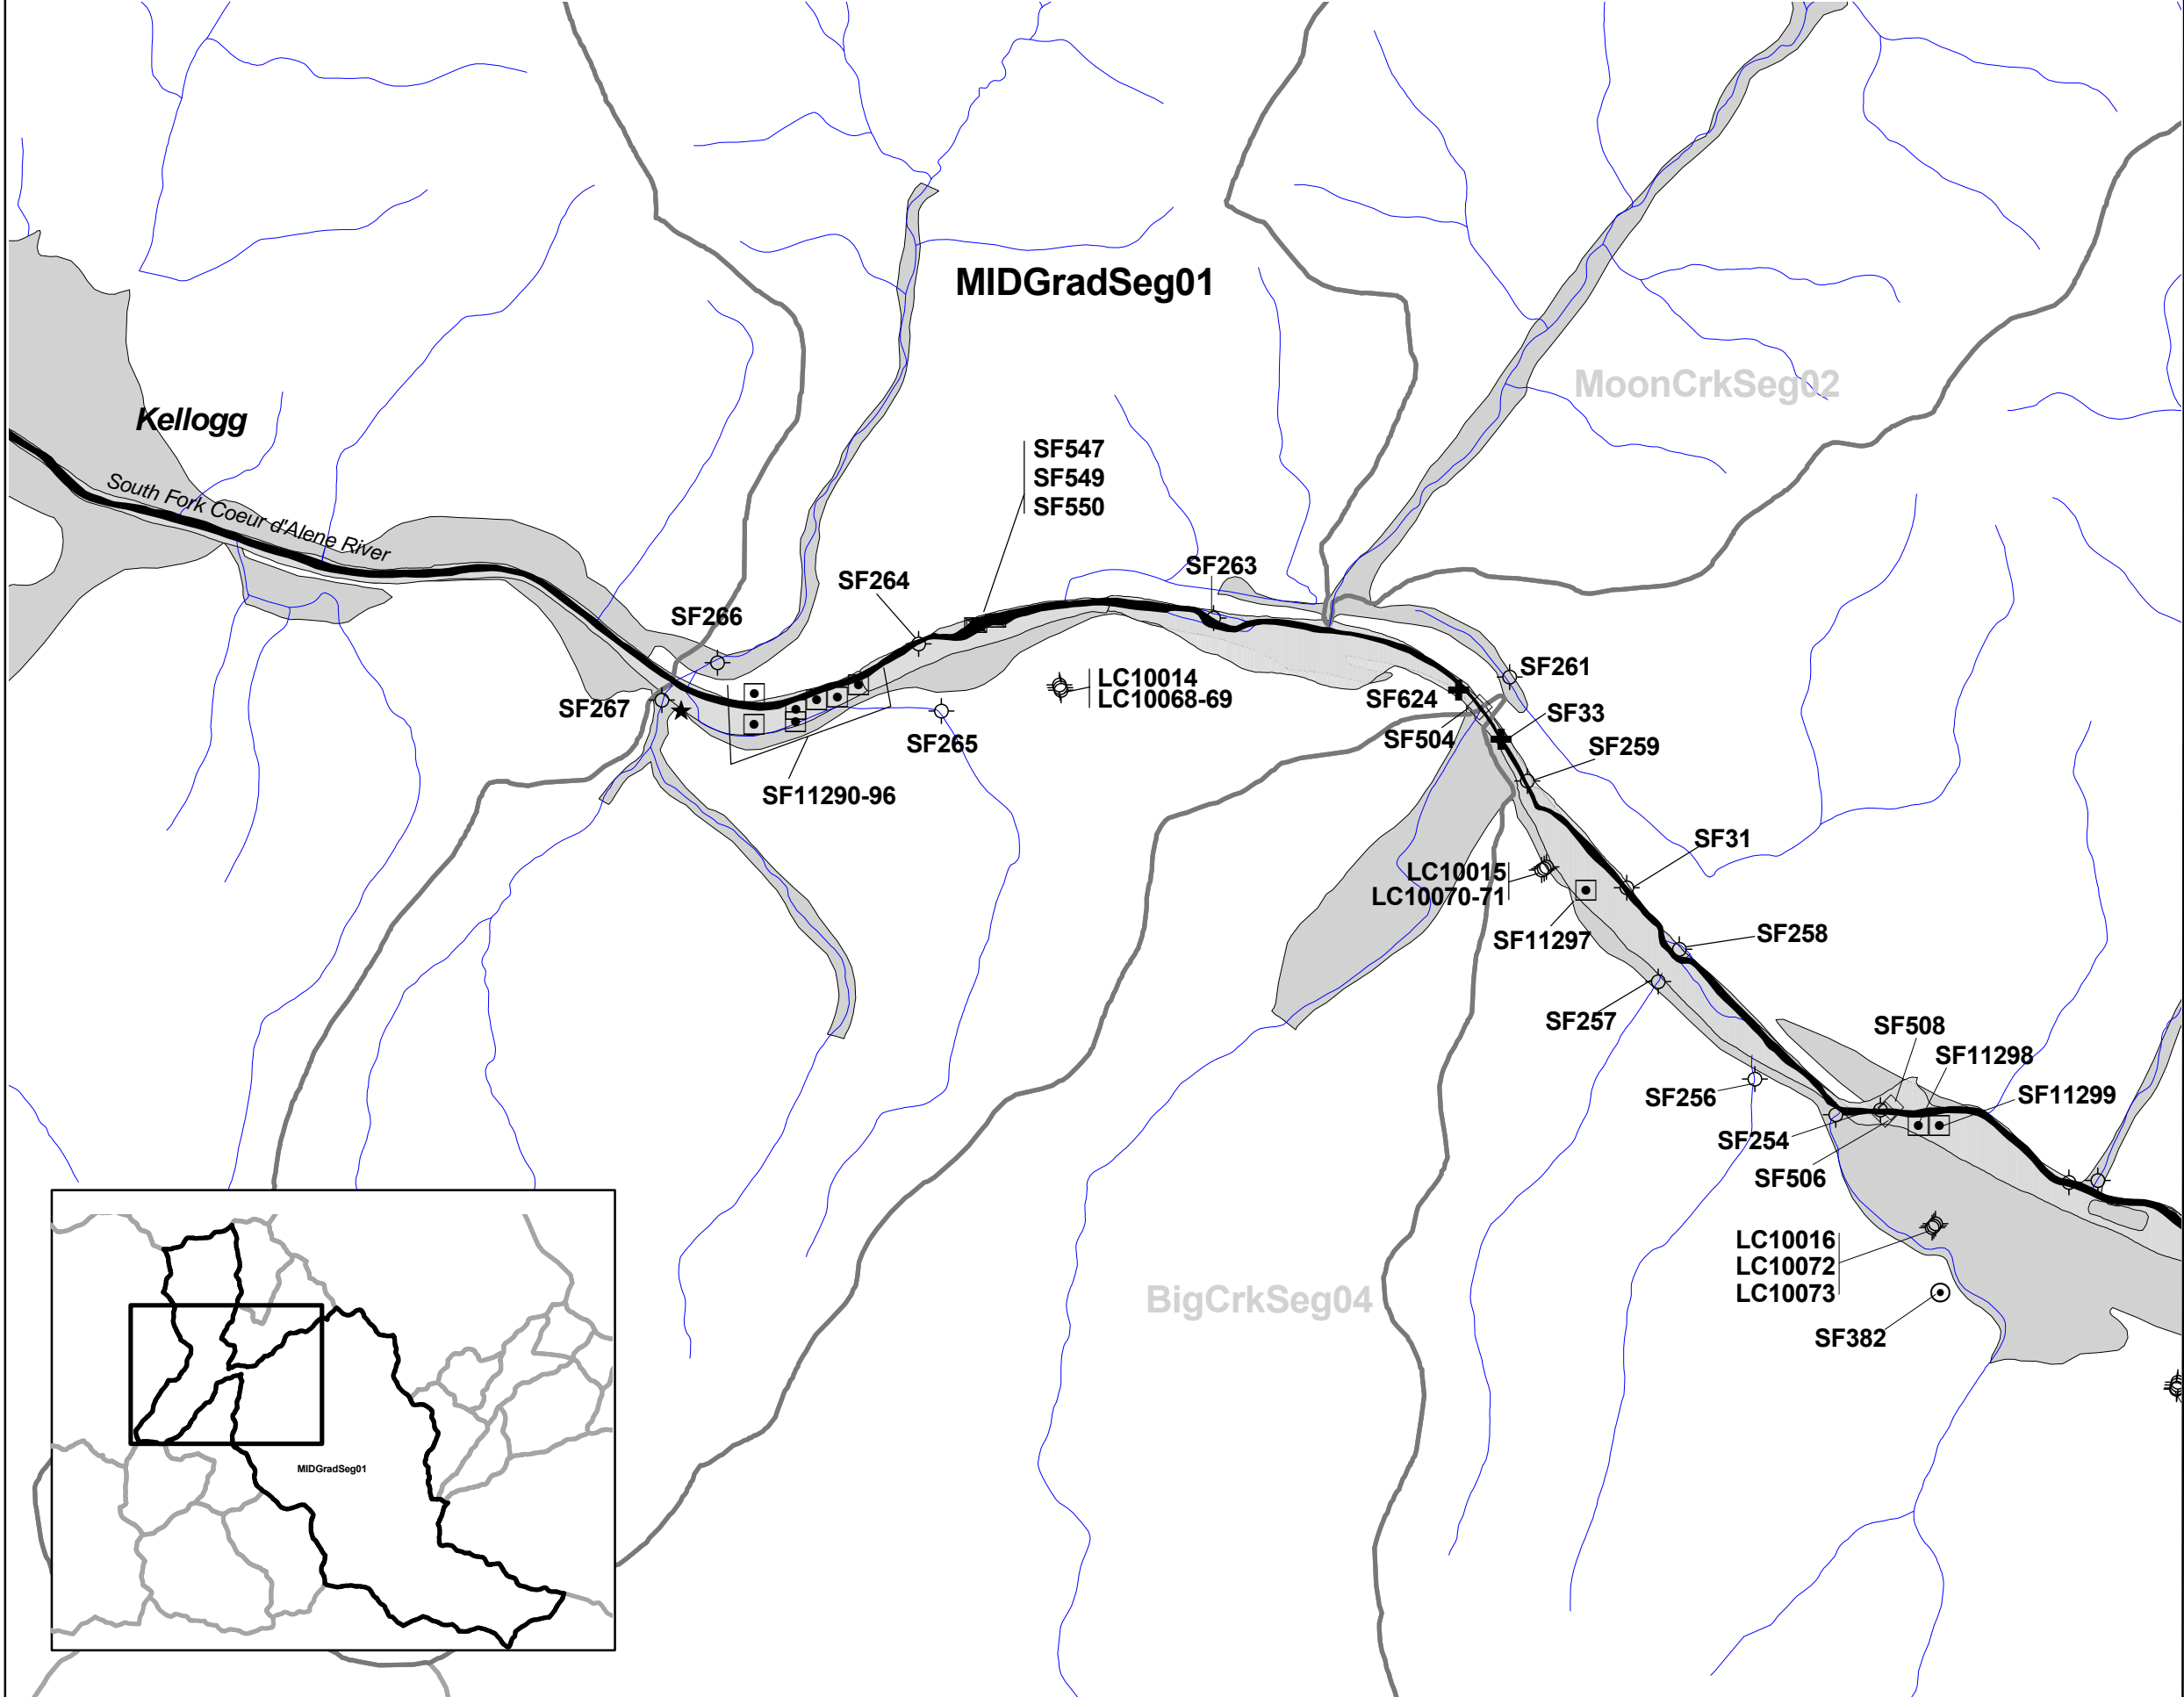 MIDGradSeg01
MoonCrkSeg02
Kellogg
South Fork Coeur d'Alene River
SF547
SF549
SF550
SF263
SF264
SF266
SF261
LC10014
LC10068-69
SF624
SF267
SF33
SF504
SF265
SF259
SF11290-96
SF31
LC10015
LC10070-71
SF11297
SF258
SF257
SF508
SF11298
SF11299
SF256
SF254
SF506
LC10016
LC10072
LC10073
BigCrkSeg04
SF382
MIDGradSeg01